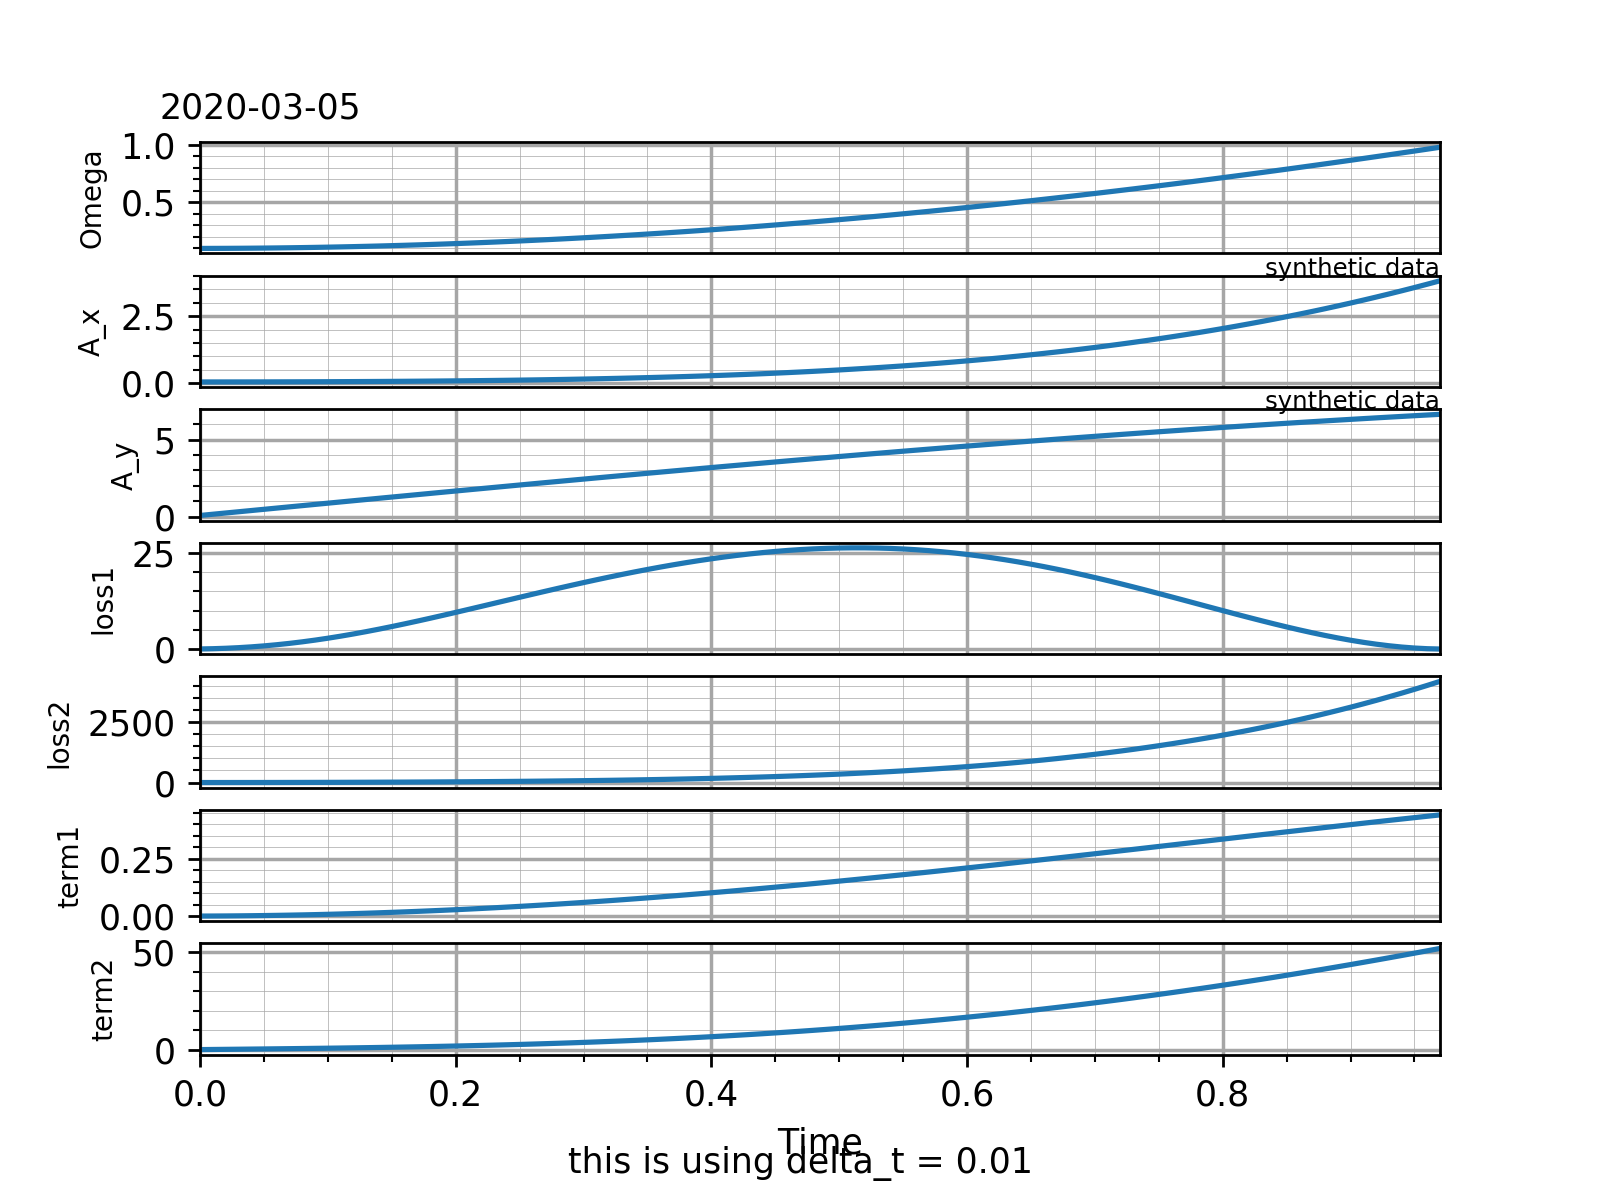 2020-03-05
Omega
1.0
0.5
synthetic data
A_x
2.5
0.0
synthetic data
A_y
5
0
loss1
25
0
loss2
2500
0
term1
0.25
0.00
term2
50
0
0.0 0.2 0.4 0.6 0.8
Time
this is using delta_t = 0.01